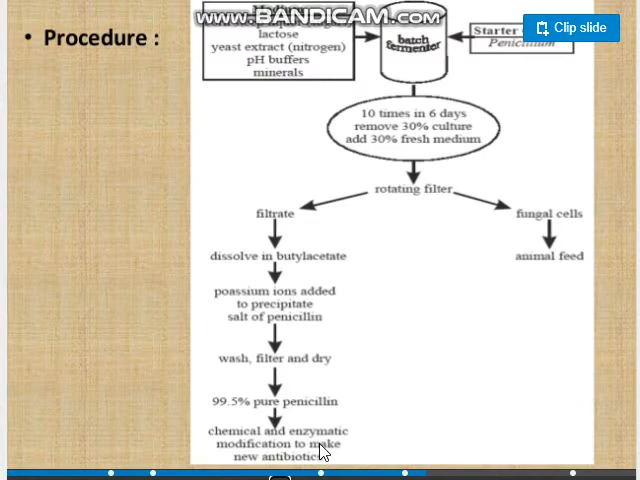 www.BANDICAM.com
Clip slide
• Procedure :
lactose
yeast extract (nitrogen)
pH buffers
minerals
batch
fermenter
Starter
Penicillium
10 times in 6 days
remove 30% culture
add 30% fresh medium
rotating filter
filtrate
fungal cells
dissolve in butylacetate
animal feed
poassium ions added
to precipitate
salt of penicillin
wash, filter and dry
99.5% pure penicillin
chemical and enzymatic
modification to make
new antibiotics